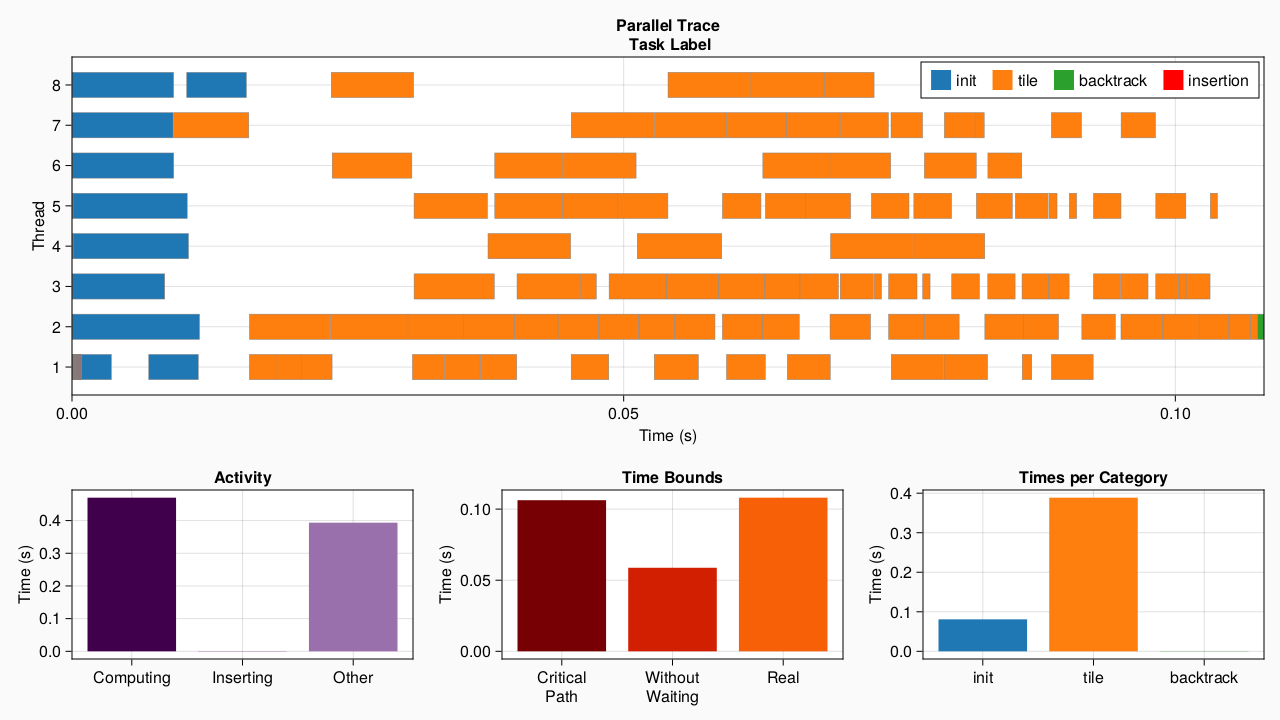 Parallel Trace
Task Label
init tile backtrack insertion
8
7
6
5
4
3
2
1
Thread
0.00 0.05 0.10
Time (s)
Activity
Time (s)
0.4
0.3
0.2
0.1
0.0
Computing Inserting Other
Time Bounds
Time (s)
0.10
0.05
0.00
Critical
Path
Without
Waiting
Real
Times per Category
Time (s)
0.4
0.3
0.2
0.1
0.0
init tile backtrack